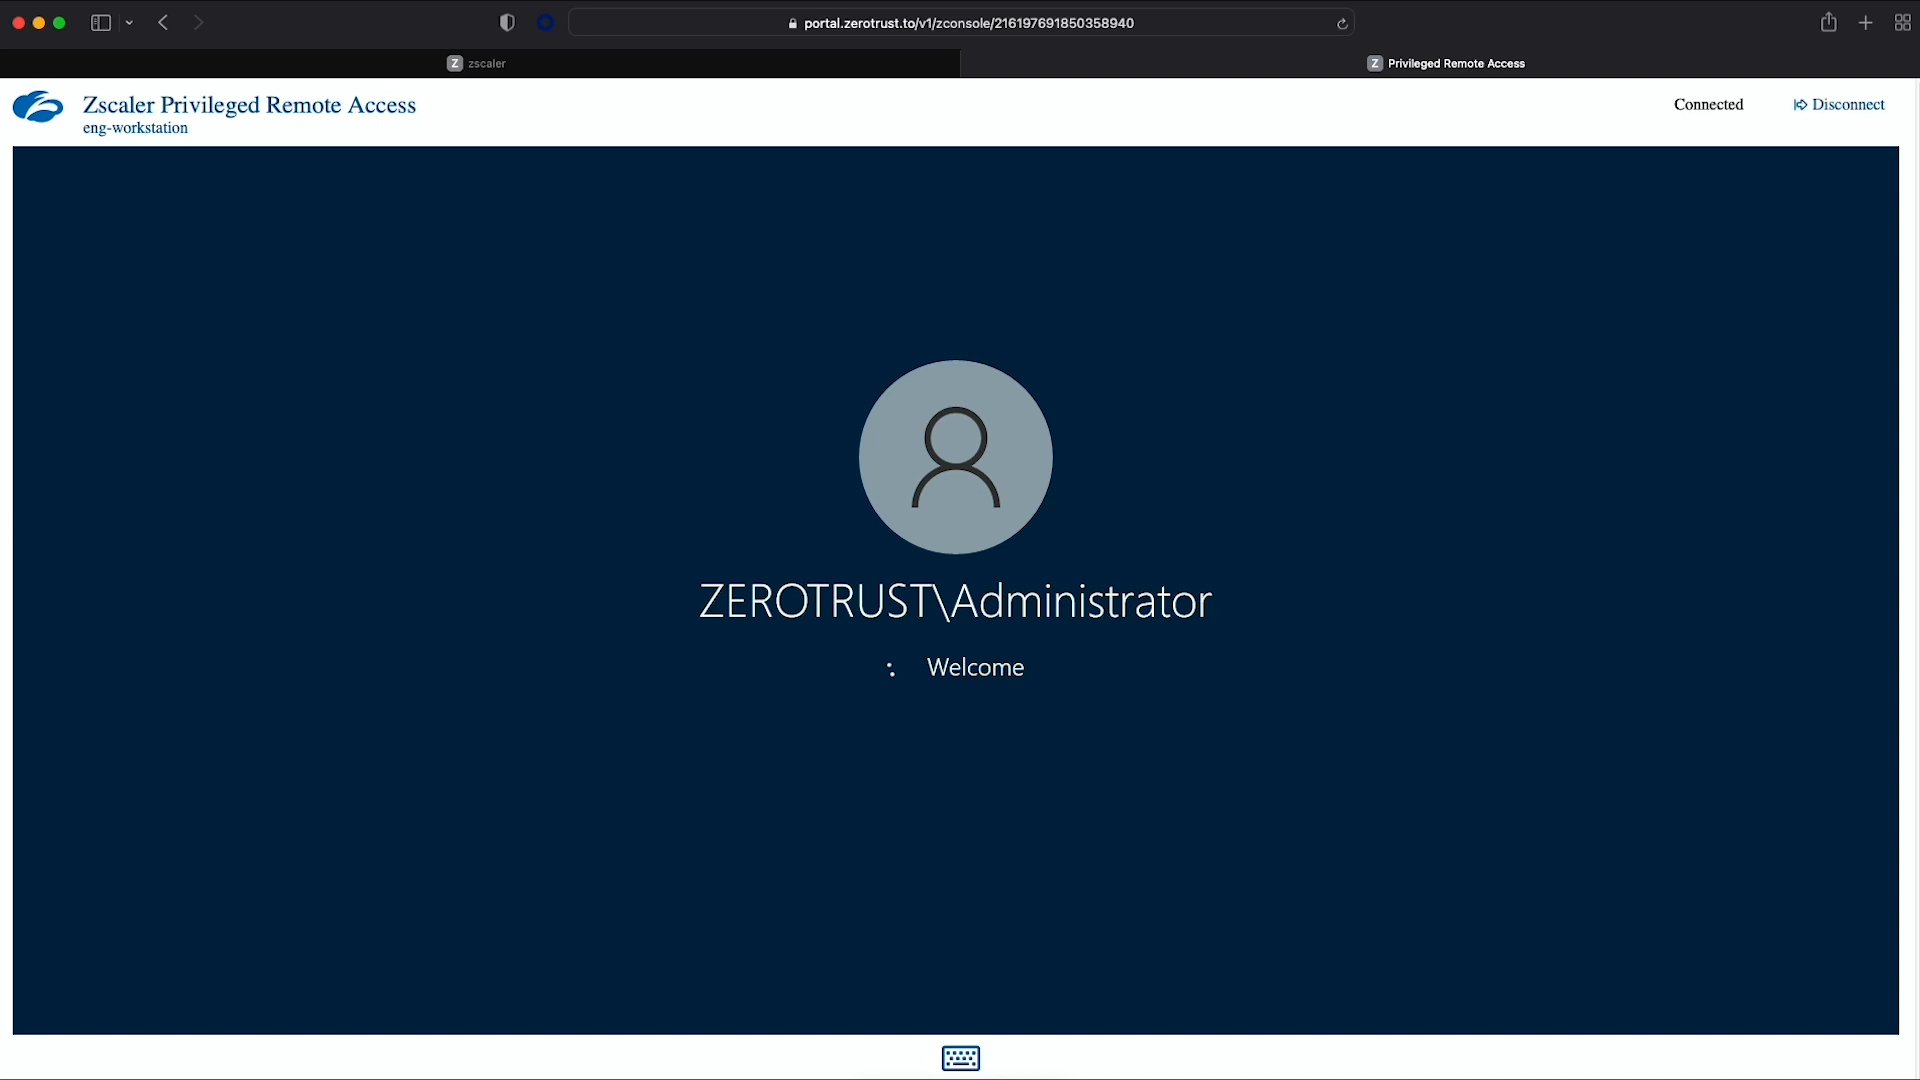 portal.zerotrust.to/v1/zconsole/216197691850358940
Z zscaler
Z Privileged Remote Access
Zscaler Privileged Remote Access
eng-workstation
Connected
Disconnect
ZEROTRUST\Administrator
Welcome